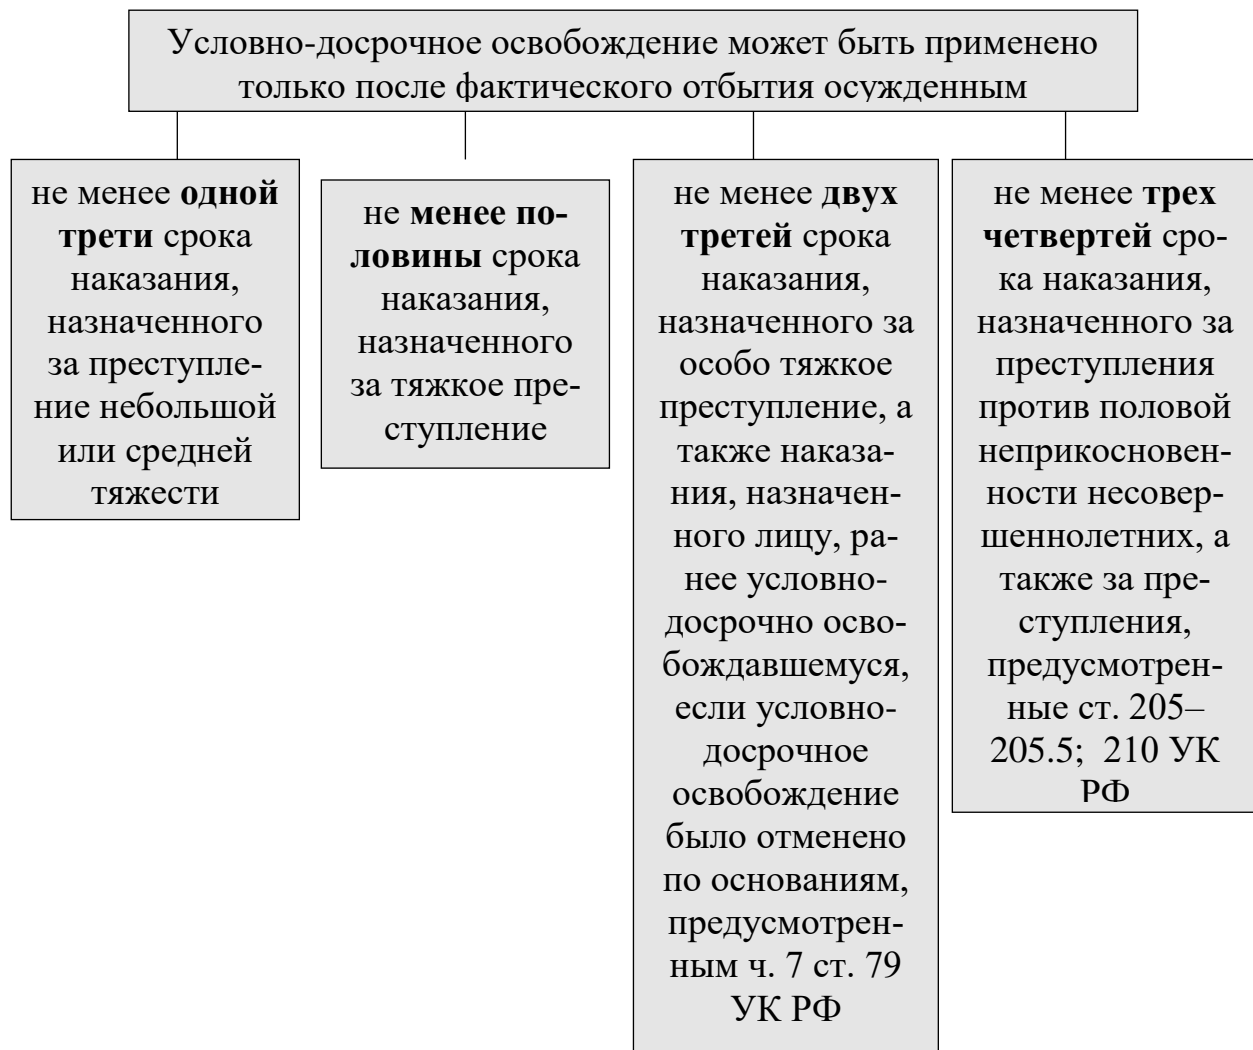 Условно-досрочное освобождение может быть применено
только после фактического отбытия осужденным
не менее одной
трети срока
наказания,
назначенного
за преступле-
ние небольшой
или средней
тяжести
не менее по-
ловины срока
наказания,
назначенного
за тяжкое пре-
ступление
не менее двух
третей срока
наказания,
назначенного за
особо тяжкое
преступление, а
также наказа-
ния, назначен-
ного лицу, ра-
нее условно-
досрочно осво-
бождавшемуся,
если условно-
досрочное
освобождение
было отменено
по основаниям,
предусмотрен-
ным ч. 7 ст. 79
УК РФ
не менее трех
четвертей сро-
ка наказания,
назначенного за
преступления
против половой
неприкосновен-
ности несовер-
шеннолетних, а
также за пре-
ступления,
предусмотрен-
ные ст. 205–
205.5; 210 УК
РФ